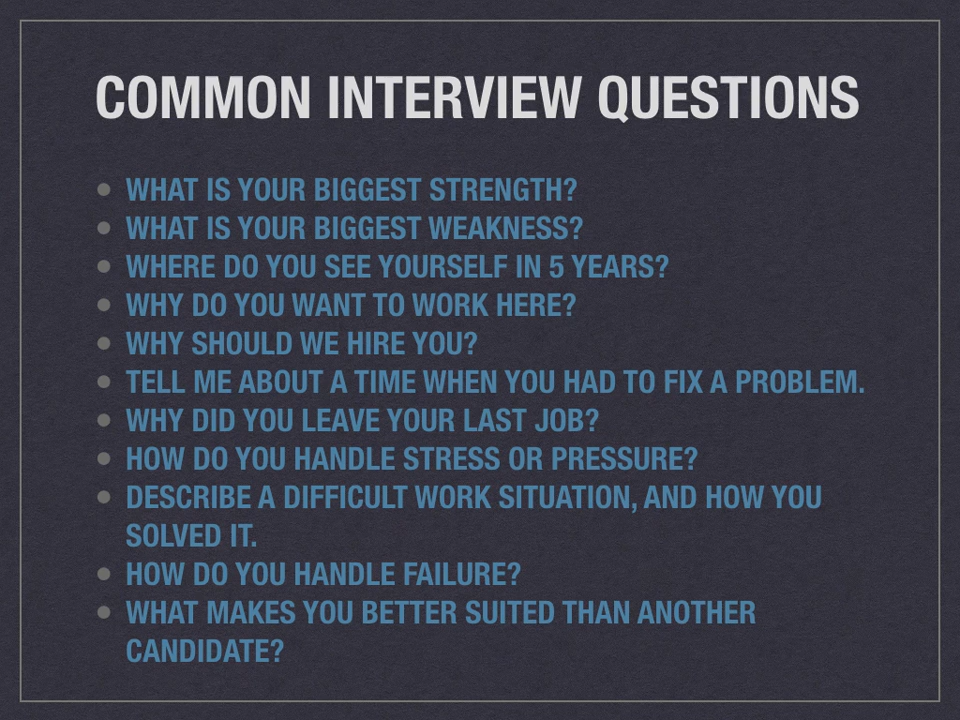 COMMON INTERVIEW QUESTIONS
• WHAT IS YOUR BIGGEST STRENGTH?
• WHAT IS YOUR BIGGEST WEAKNESS?
• WHERE DO YOU SEE YOURSELF IN 5 YEARS?
• WHY DO YOU WANT TO WORK HERE?
• WHY SHOULD WE HIRE YOU?
• TELL ME ABOUT A TIME WHEN YOU HAD TO FIX A PROBLEM.
• WHY DID YOU LEAVE YOUR LAST JOB?
• HOW DO YOU HANDLE STRESS OR PRESSURE?
• DESCRIBE A DIFFICULT WORK SITUATION, AND HOW YOU
SOLVED IT.
• HOW DO YOU HANDLE FAILURE?
• WHAT MAKES YOU BETTER SUITED THAN ANOTHER
CANDIDATE?